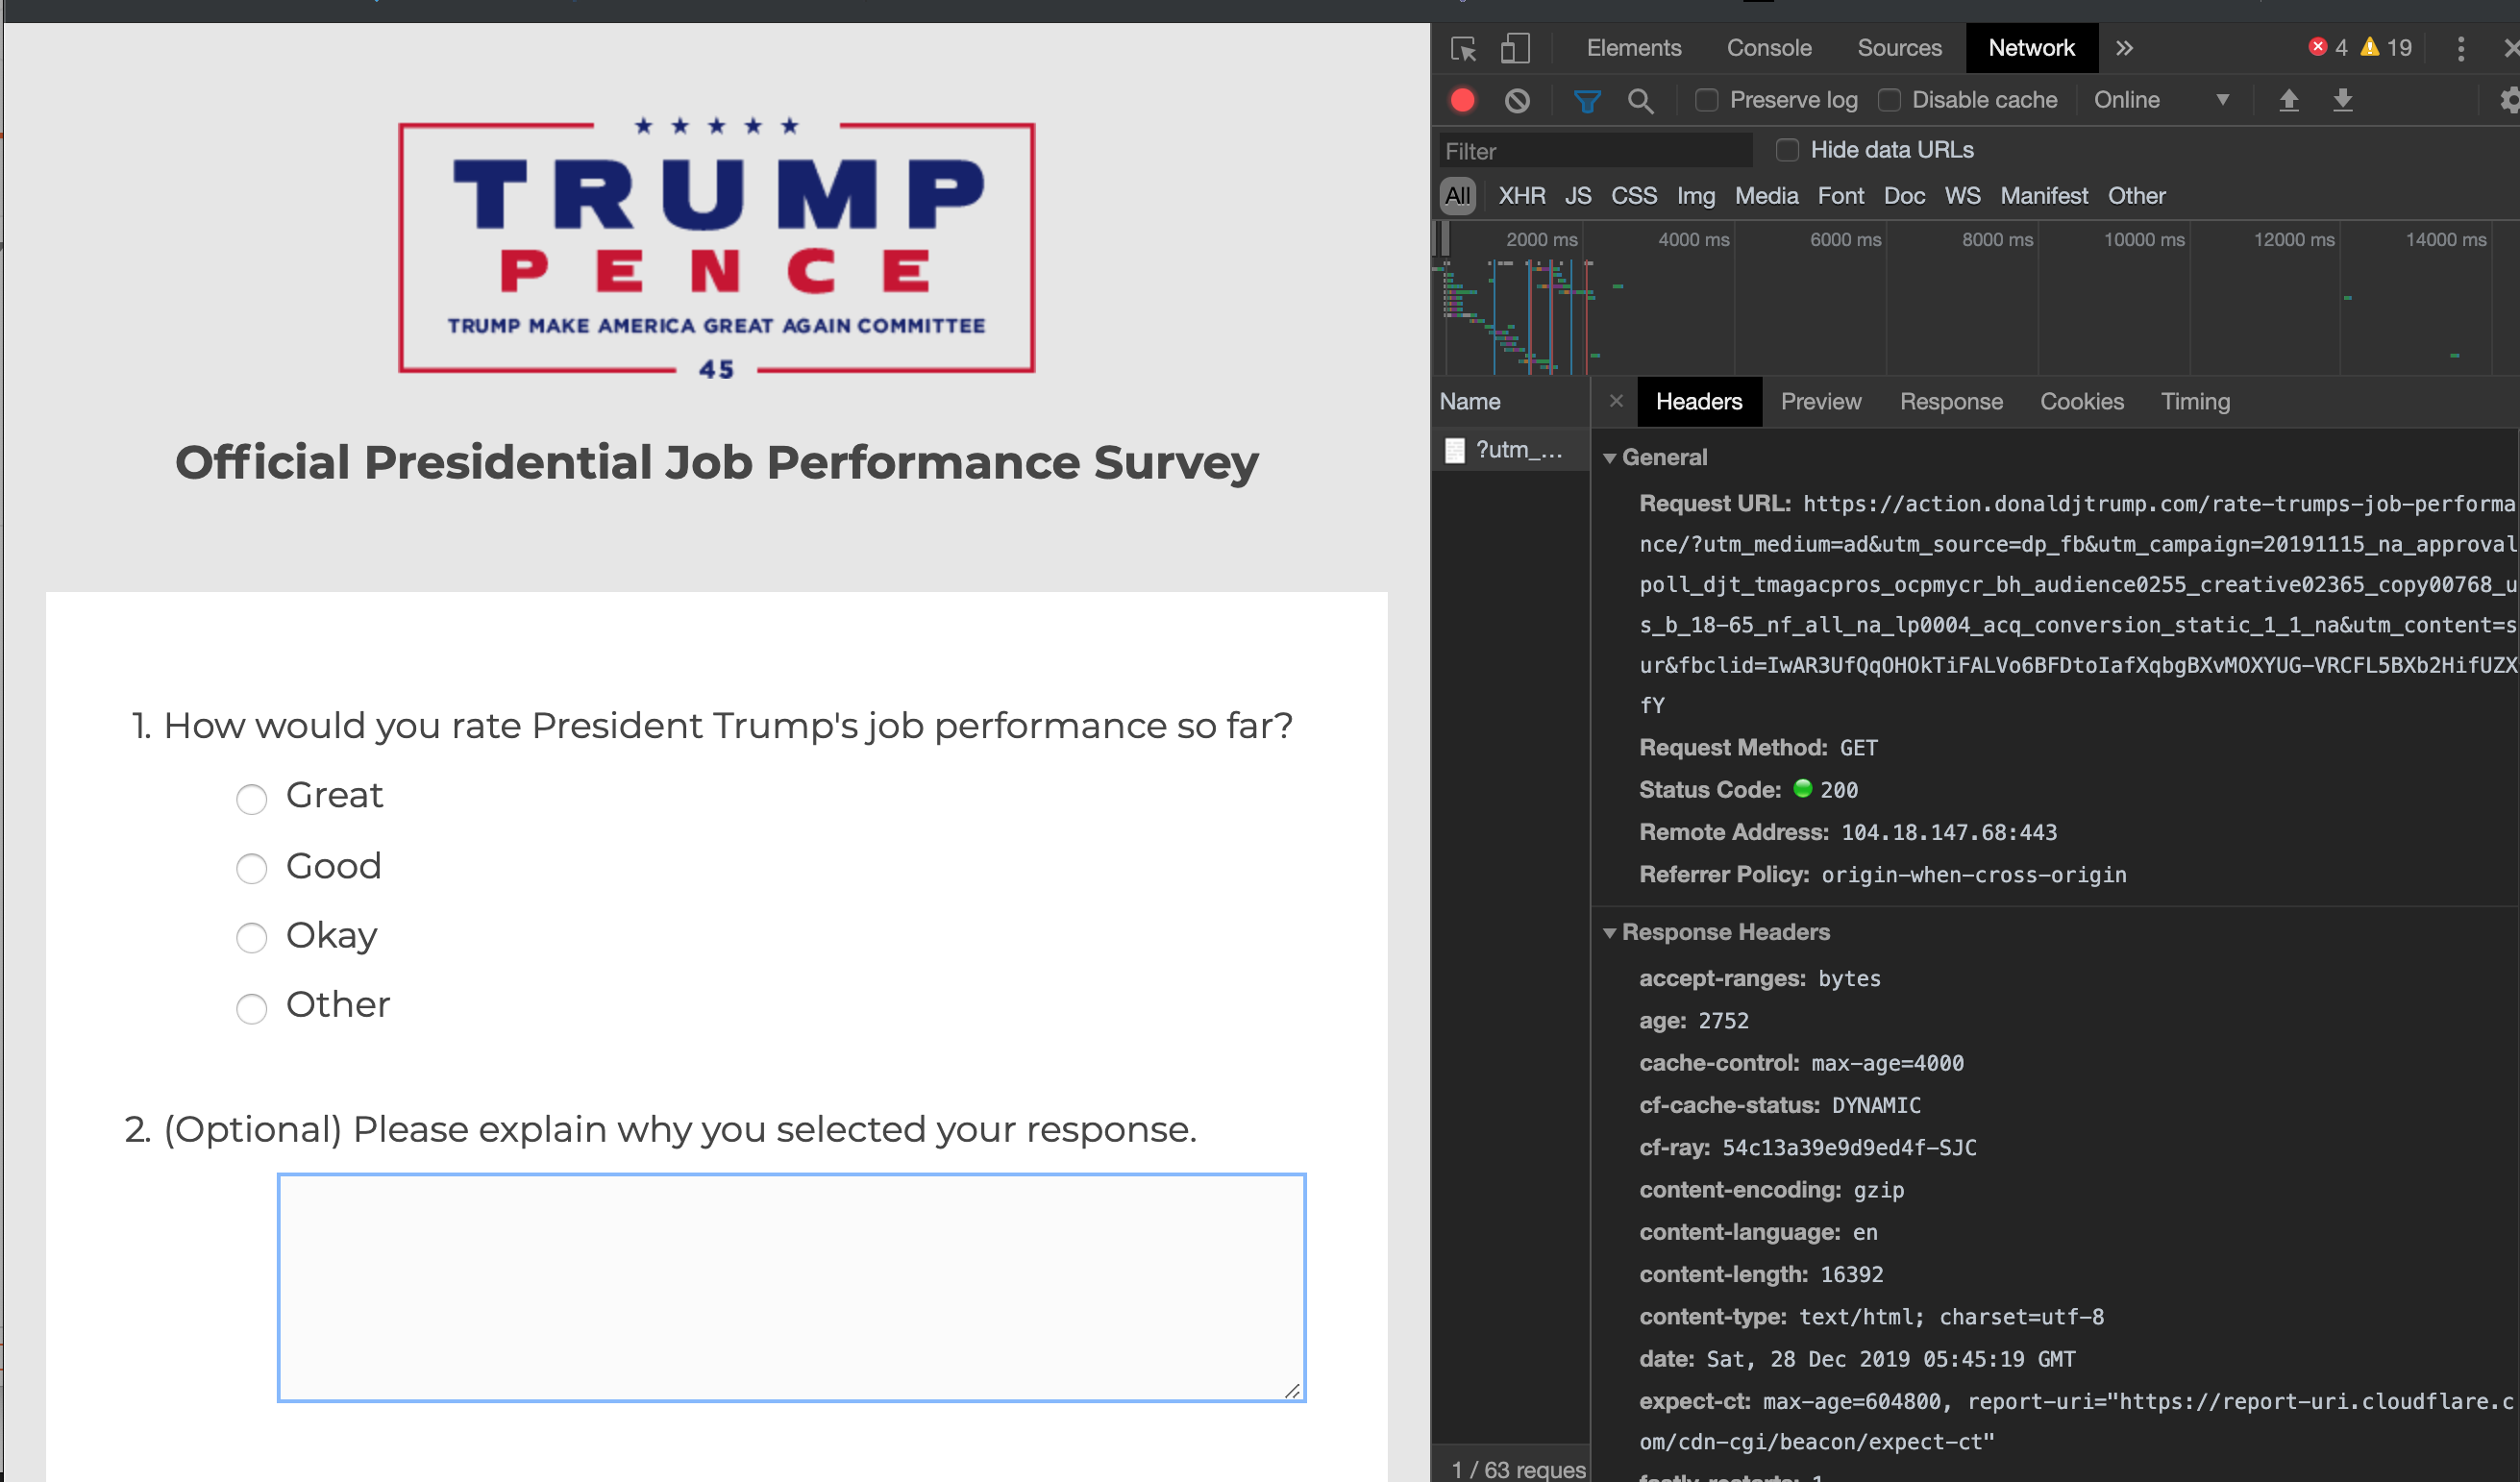 TRUMP
PENCE
TRUMP MAKE AMERICA GREAT AGAIN COMMITTEE
45
Official Presidential Job Performance Survey
1. How would you rate President Trump's job performance so far?
Great
Good
Okay
Other
2. (Optional) Please explain why you selected your response.
Elements Console Sources Network » 4 19
Preserve log Disable cache Online
Filter Hide data URLs
All XHR JS CSS Img Media Font Doc WS Manifest Other
2000 ms 4000 ms 6000 ms 8000 ms 10000 ms 12000 ms 14000 ms
Name × Headers Preview Response Cookies Timing
?utm_...
General
Request URL: https://action.donaldjtrump.com/rate-trumps-job-performa
nce/?utm_medium=ad&utm_source=dp_fb&utm_campaign=20191115_na_approval
poll_djt_tmagacpros_ocpmycr_bh_audience0255_creative02365_copy00768_u
s_b_18-65_nf_all_na_lp0004_acq_conversion_static_1_1_na&utm_content=s
ur&fbclid=IwAR3UfQqOHOkTiFALVo6BFDtoIafXqbgBXvMOXYUG-VRCFL5BXb2HifUZX
fY
Request Method: GET
Status Code: 200
Remote Address: 104.18.147.68:443
Referrer Policy: origin-when-cross-origin
Response Headers
accept-ranges: bytes
age: 2752
cache-control: max-age=4000
cf-cache-status: DYNAMIC
cf-ray: 54c13a39e9d9ed4f-SJC
content-encoding: gzip
content-language: en
content-length: 16392
content-type: text/html; charset=utf-8
date: Sat, 28 Dec 2019 05:45:19 GMT
expect-ct: max-age=604800, report-uri="https://report-uri.cloudflare.c
om/cdn-cgi/beacon/expect-ct"
1 / 63 reques